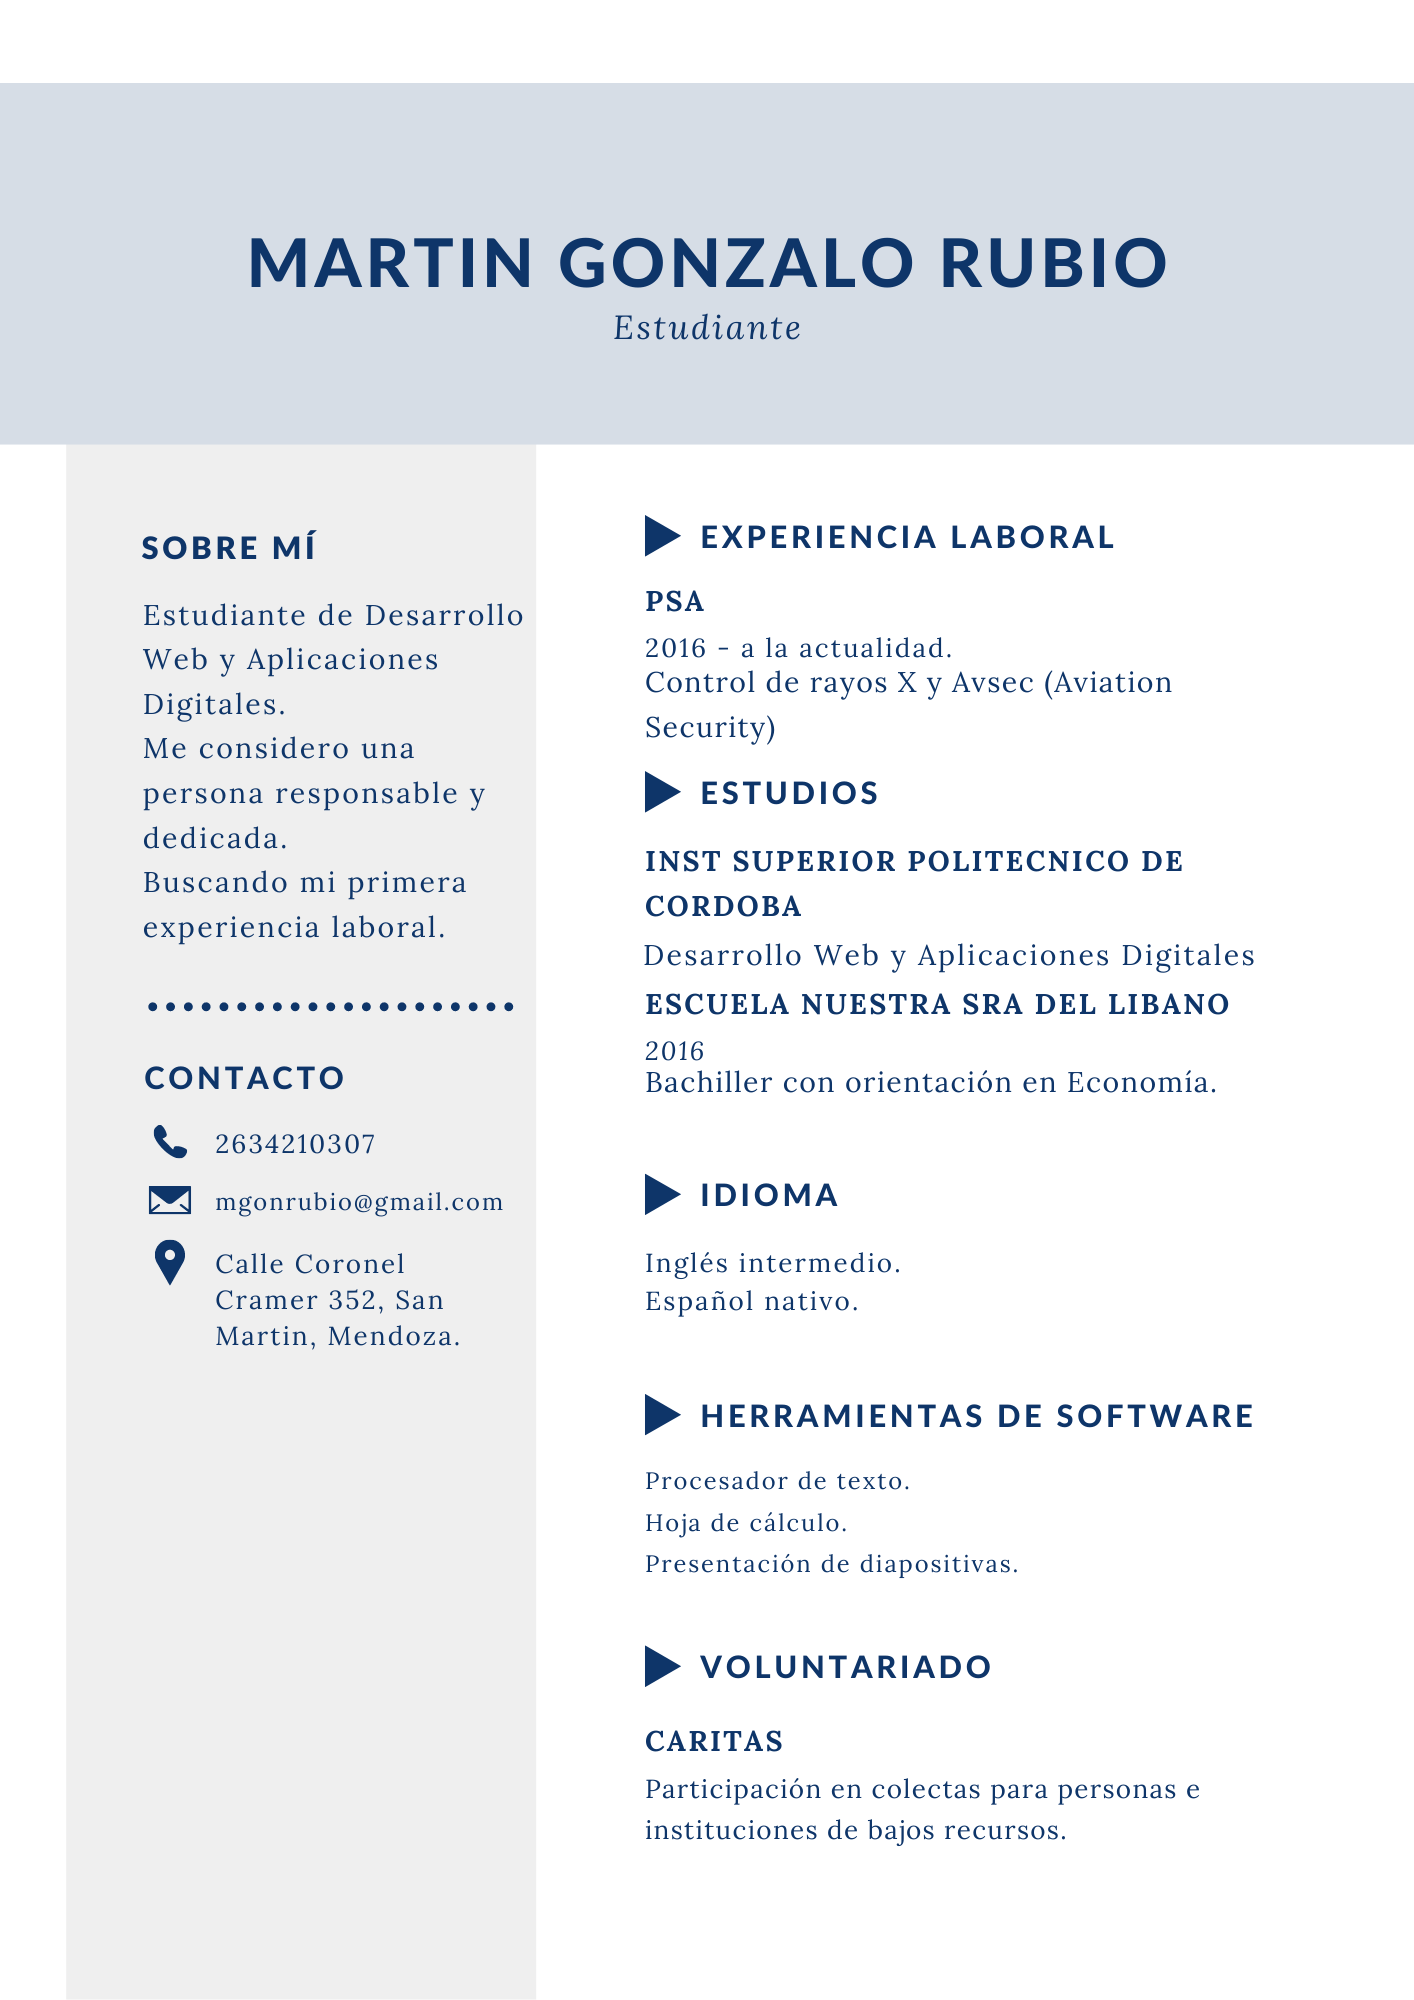 MARTIN GONZALO RUBIO
Estudiante
SOBRE MÍ
Estudiante de Desarrollo
Web y Aplicaciones
Digitales.
Me considero una
persona responsable y
dedicada.
Buscando mi primera
experiencia laboral.
CONTACTO
2634210307
mgonrubio@gmail.com
Calle Coronel
Cramer 352, San
Martin, Mendoza.
EXPERIENCIA LABORAL
PSA
2016 - a la actualidad.
Control de rayos X y Avsec (Aviation
Security)
ESTUDIOS
INST SUPERIOR POLITECNICO DE
CORDOBA
Desarrollo Web y Aplicaciones Digitales
ESCUELA NUESTRA SRA DEL LIBANO
2016
Bachiller con orientación en Economía.
IDIOMA
Inglés intermedio.
Español nativo.
HERRAMIENTAS DE SOFTWARE
Procesador de texto.
Hoja de cálculo.
Presentación de diapositivas.
VOLUNTARIADO
CARITAS
Participación en colectas para personas e
instituciones de bajos recursos.